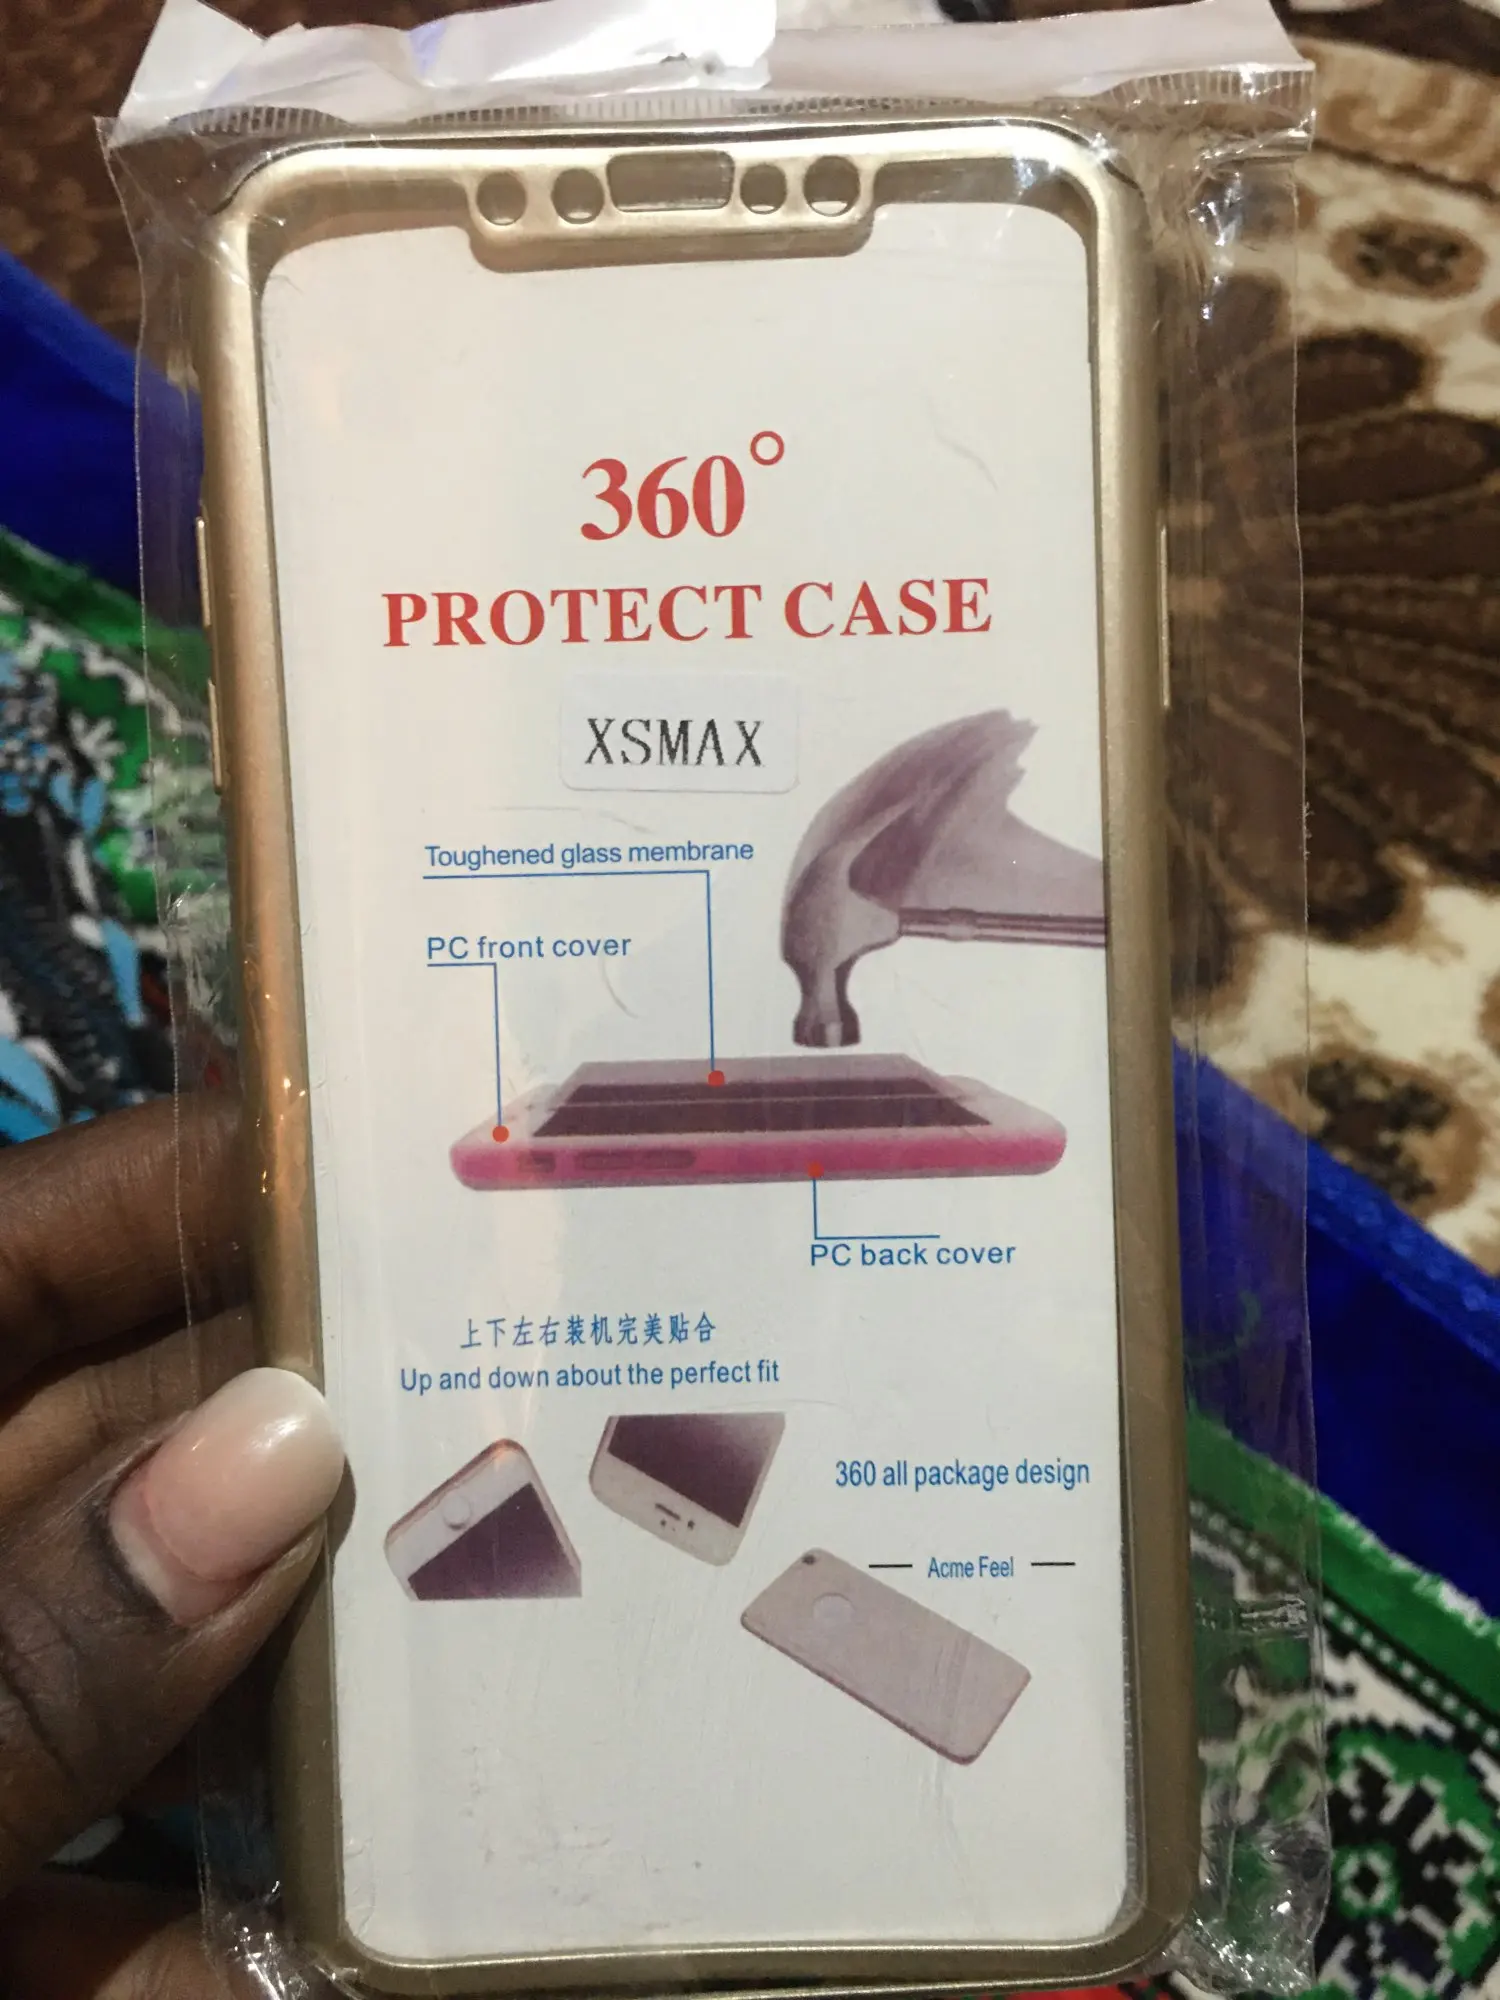 360°
PROTECT CASE
XSMAX
Toughened glass membrane
PC front cover
PC back cover
上下左右装机完美贴合
Up and down about the perfect fit
360 all package design
Acme Feel